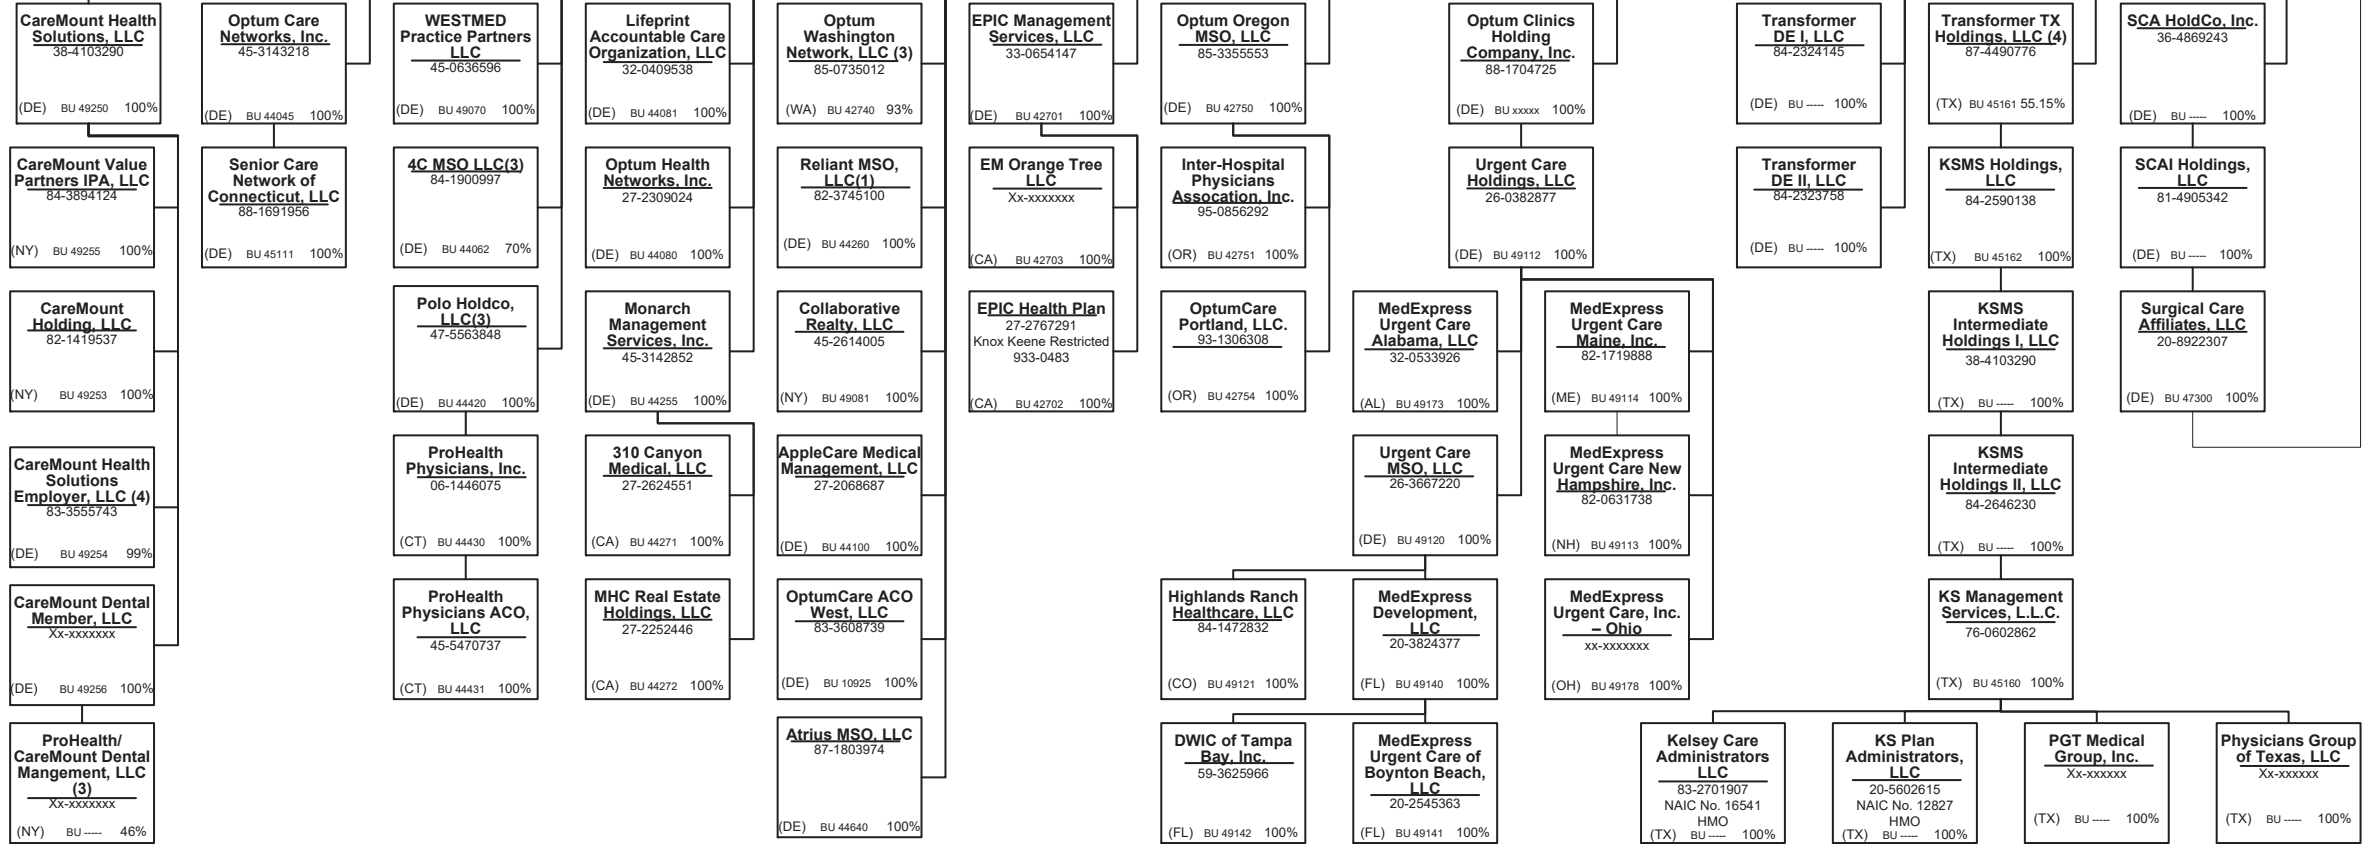 CareMount Health
Solutions, LLC
38-4103290
(DE) BU 49250 100%
Optum Care
Networks, Inc.
45-3143218
(DE) BU 44045 100%
WESTMED
Practice Partners
LLC
45-0636596
(DE) BU 49070 100%
Lifeprint
Accountable Care
Organization, LLC
32-0409538
(DE) BU 44081 100%
Optum
Washington
Network, LLC (3)
85-0735012
(WA) BU 42740 93%
EPIC Management
Services, LLC
33-0654147
(DE) BU 42701 100%
Optum Oregon
MSO, LLC
85-3355553
(DE) BU 42750 100%
Optum Clinics
Holding
Company, Inc.
88-1704725
(DE) BU xxxxx 100%
Transformer
DE I, LLC
84-2324145
(DE) BU ----- 100%
Transformer TX
Holdings, LLC (4)
87-4490776
(TX) BU 45161 55.15%
SCA HoldCo, Inc.
36-4869243
(DE) BU ----- 100%
CareMount Value
Partners IPA, LLC
84-3894124
(NY) BU 49255 100%
Senior Care
Network of
Connecticut, LLC
88-1691956
(DE) BU 45111 100%
4C MSO LLC(3)
84-1900997
(DE) BU 44062 70%
Optum Health
Networks, Inc.
27-2309024
(DE) BU 44080 100%
Reliant MSO,
LLC(1)
82-3745100
(DE) BU 44260 100%
EM Orange Tree
LLC
Xx-xxxxxxx
(CA) BU 42703 100%
Inter-Hospital
Physicians
Assocation, Inc.
95-0856292
(OR) BU 42751 100%
Urgent Care
Holdings, LLC
26-0382877
(DE) BU 49112 100%
Transformer
DE II, LLC
84-2323758
(DE) BU ----- 100%
KSMS Holdings,
LLC
84-2590138
(TX) BU 45162 100%
SCAI Holdings,
LLC
81-4905342
(DE) BU ----- 100%
CareMount
Holding, LLC
82-1419537
(NY) BU 49253 100%
Polo Holdco,
LLC(3)
47-5563848
(DE) BU 44420 100%
Monarch
Management
Services, Inc.
45-3142852
(DE) BU 44255 100%
Collaborative
Realty, LLC
45-2614005
(NY) BU 49081 100%
EPIC Health Plan
27-2767291
Knox Keene Restricted
933-0483
(CA) BU 42702 100%
OptumCare
Portland, LLC.
93-1306308
(OR) BU 42754 100%
MedExpress
Urgent Care
Alabama, LLC
32-0533926
(AL) BU 49173 100%
MedExpress
Urgent Care
Maine, Inc.
82-1719888
(ME) BU 49114 100%
KSMS
Intermediate
Holdings I, LLC
38-4103290
(TX) BU ----- 100%
Surgical Care
Affiliates, LLC
20-8922307
(DE) BU 47300 100%
CareMount Health
Solutions
Employer, LLC (4)
83-3555743
(DE) BU 49254 99%
ProHealth
Physicians, Inc.
06-1446075
(CT) BU 44430 100%
310 Canyon
Medical, LLC
27-2624551
(CA) BU 44271 100%
AppleCare Medical
Management, LLC
27-2068687
(DE) BU 44100 100%
Urgent Care
MSO, LLC
26-3667220
(DE) BU 49120 100%
MedExpress
Urgent Care New
Hampshire, Inc.
82-0631738
(NH) BU 49113 100%
KSMS
Intermediate
Holdings II, LLC
84-2646230
(TX) BU ----- 100%
CareMount Dental
Member, LLC
Xx-xxxxxxx
(DE) BU 49256 100%
ProHealth
Physicians ACO,
LLC
45-5470737
(CT) BU 44431 100%
MHC Real Estate
Holdings, LLC
27-2252446
(CA) BU 44272 100%
OptumCare ACO
West, LLC
83-3608739
(DE) BU 10925 100%
Highlands Ranch
Healthcare, LLC
84-1472832
(CO) BU 49121 100%
MedExpress
Development,
LLC
20-3824377
(FL) BU 49140 100%
MedExpress
Urgent Care, Inc.
– Ohio
xx-xxxxxxx
(OH) BU 49178 100%
KS Management
Services, L.L.C.
76-0602862
(TX) BU 45160 100%
ProHealth/
CareMount Dental
Mangement, LLC
(3)
Xx-xxxxxxx
(NY) BU ----- 46%
Atrius MSO, LLC
87-1803974
(DE) BU 44640 100%
DWIC of Tampa
Bay, Inc.
59-3625966
(FL) BU 49142 100%
MedExpress
Urgent Care of
Boynton Beach,
LLC
20-2545363
(FL) BU 49141 100%
Kelsey Care
Administrators
LLC
83-2701907
NAIC No. 16541
HMO
(TX) BU ----- 100%
KS Plan
Administrators,
LLC
20-5602615
NAIC No. 12827
HMO
(TX) BU ----- 100%
PGT Medical
Group, Inc.
Xx-xxxxxx
(TX) BU ----- 100%
Physicians Group
of Texas, LLC
Xx-xxxxxx
(TX) BU ----- 100%